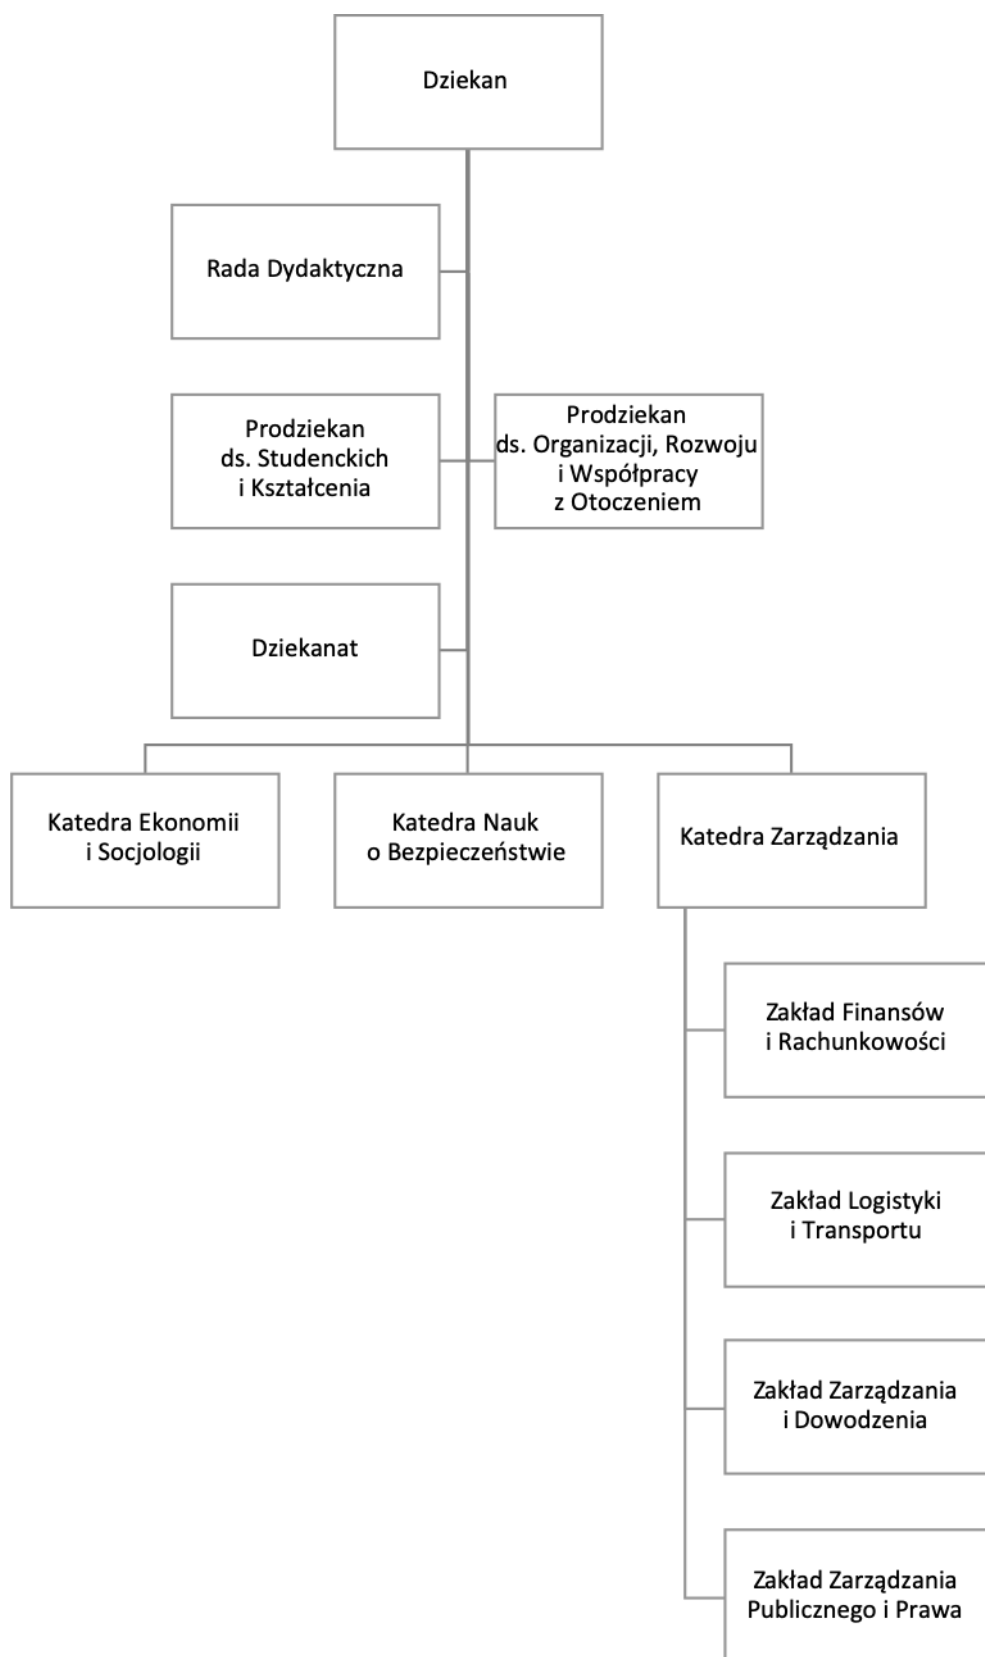 Dziekan
Rada Dydaktyczna
Prodziekan
ds. Studenckich
i Kształcenia
Prodziekan
ds. Organizacji, Rozwoju
i Współpracy
z Otoczeniem
Dziekanat
Katedra Ekonomii
i Socjologii
Katedra Nauk
o Bezpieczeństwie
Katedra Zarządzania
Zakład Finansów
i Rachunkowości
Zakład Logistyki
i Transportu
Zakład Zarządzania
i Dowodzenia
Zakład Zarządzania
Publicznego i Prawa